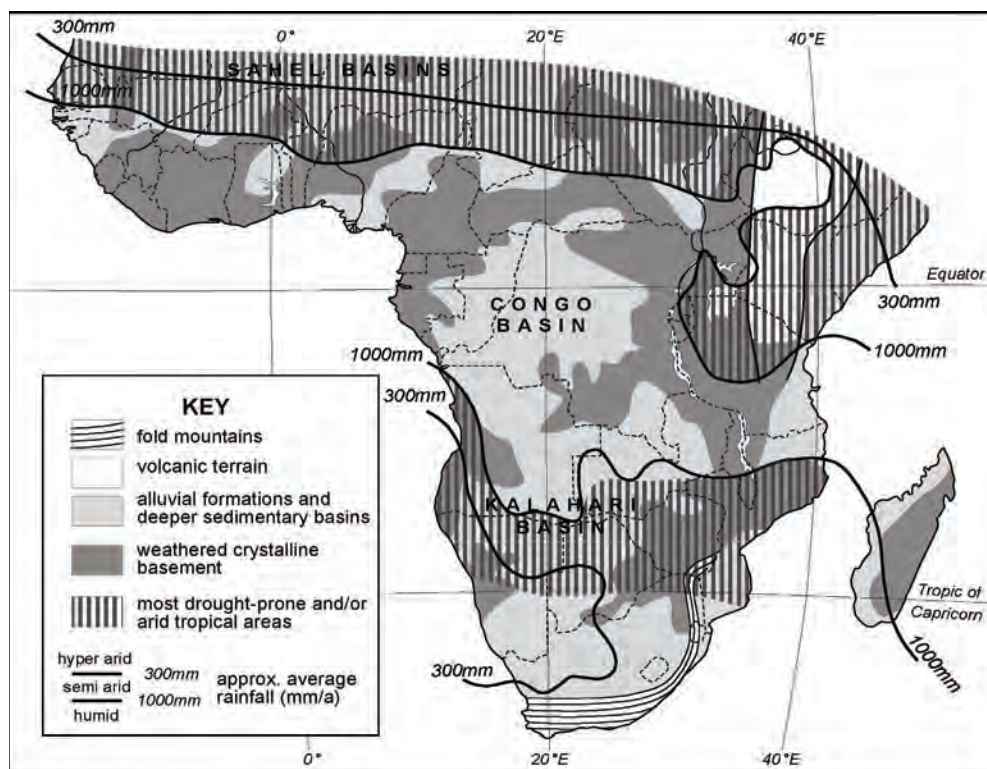 300mm
0°
20°E
40°E
SAHEL BASINS
1000mm
Equator
300mm
CONGO
BASIN
1000mm
1000mm
300mm
KEY
fold mountains
volcanic terrain
alluvial formations and
deeper sedimentary basins
weathered crystalline
basement
most drought-prone and/or
arid tropical areas
hyper arid
300mm
semi arid
1000mm
humid
approx. average
rainfall (mm/a)
KALAHARI
BASIN
Tropic of
Capricorn
300mm
1000mm
0°
20°E
40°E